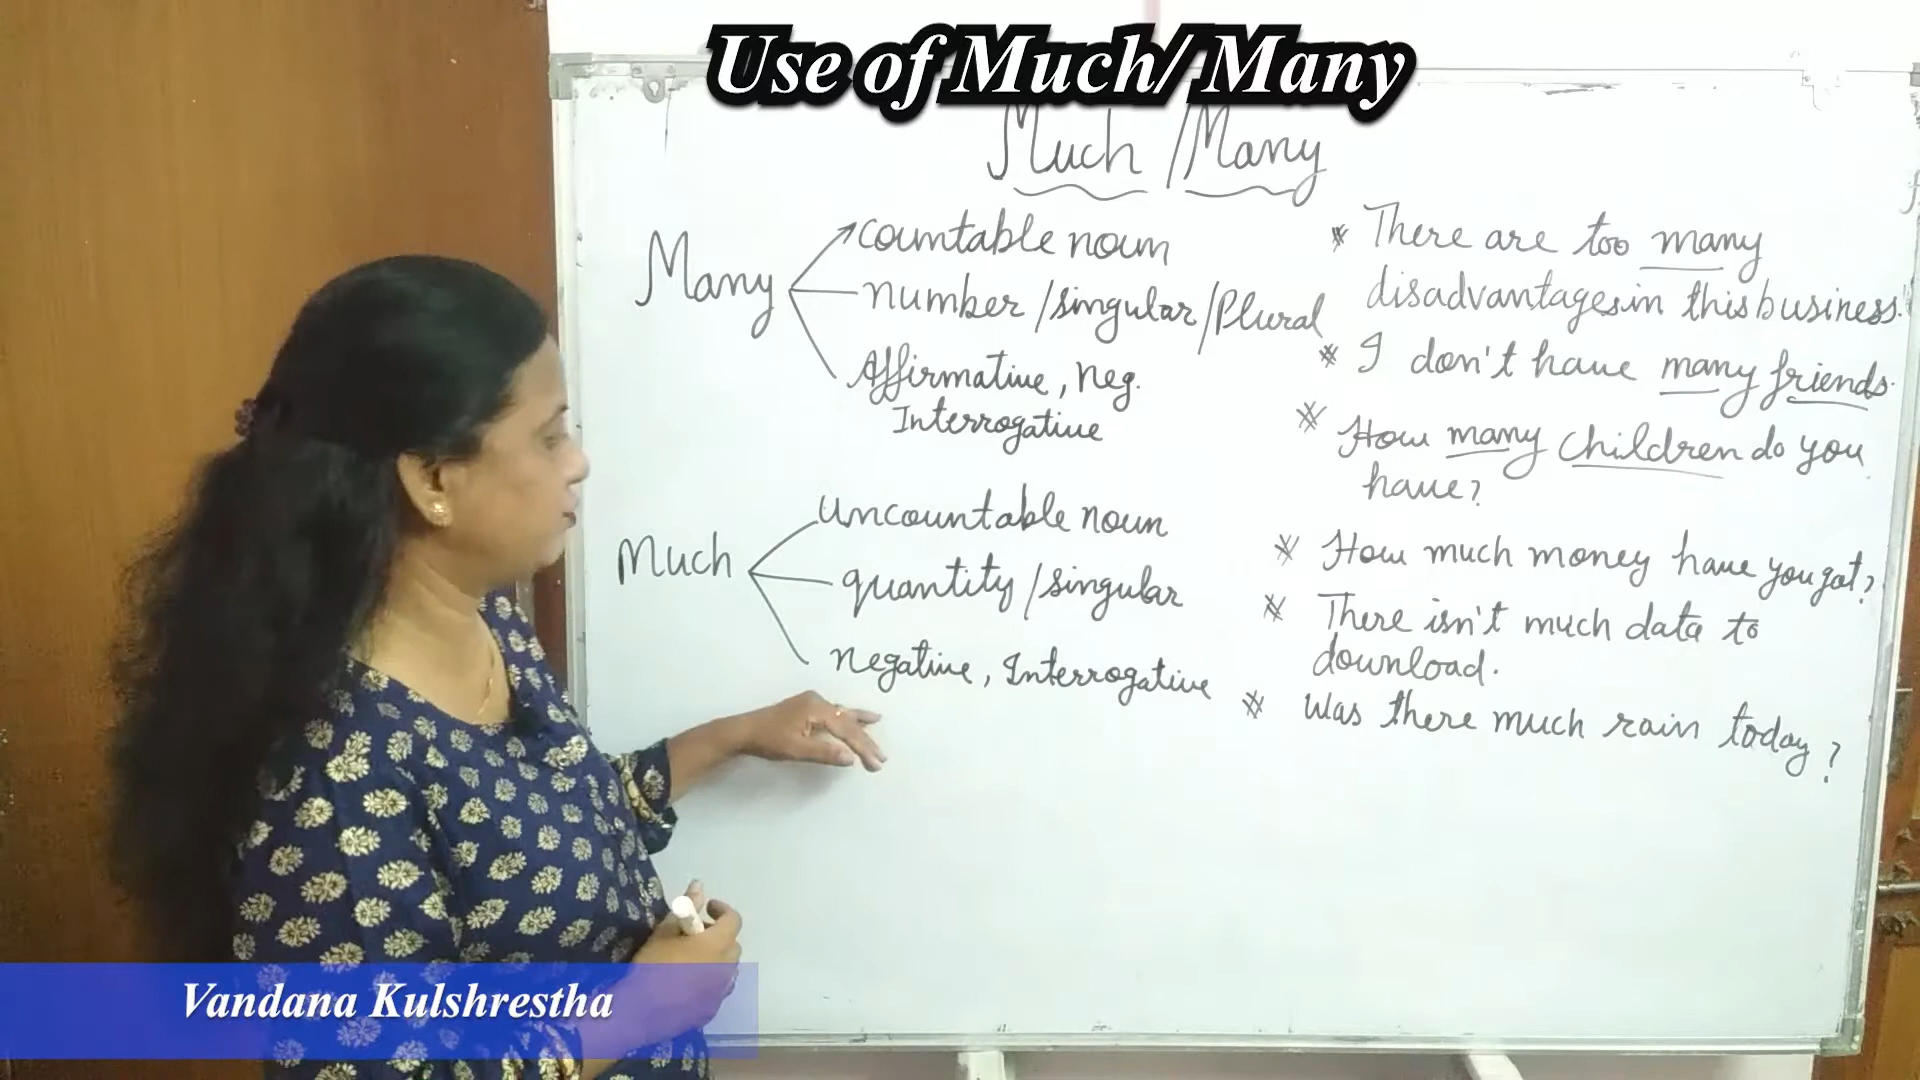 Use of Much/ Many
Much / Many
Many
countable noun
number / singular / Plural
Affirmative, Neg.
Interrogative
Much
uncountable noun
quantity / singular
Negative, Interrogative
* There are too many
disadvantages in this business.
* I don't have many friends.
* How many children do you
have?
* How much money have you got?
* There isn't much data to
download.
* Was there much rain today?
Vandana Kulshrestha